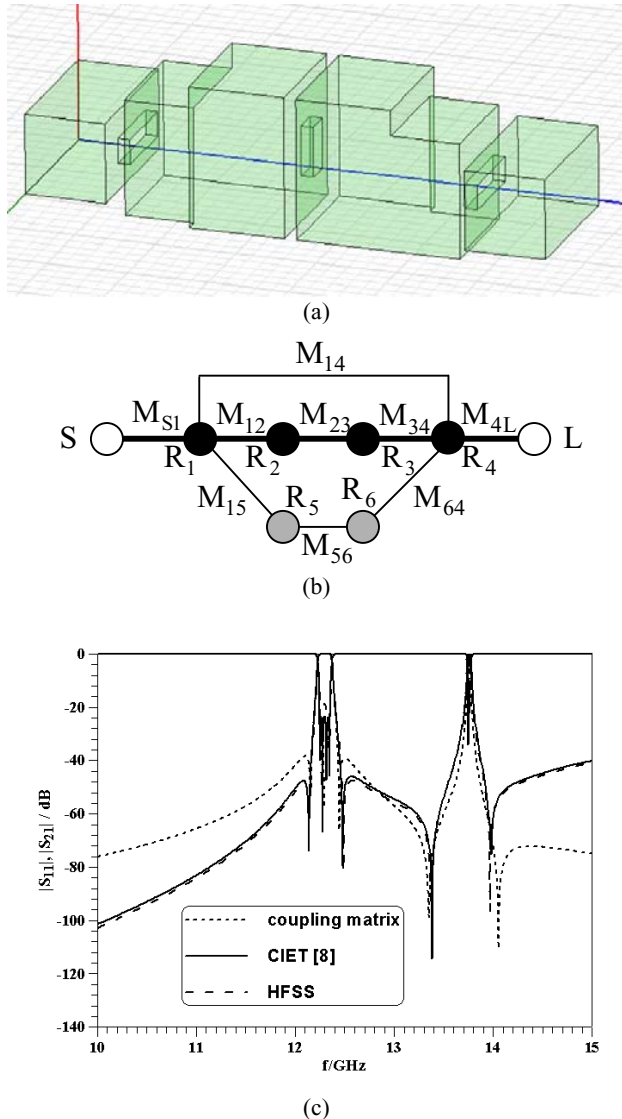 (a)
M14
MS1 M12 M23 M34 M4L
S L
R1 R2 R3 R4
M15 R5 R6 M64
M56
(b)
0
-20
-40
-60
-80
-100
-120
-140
|S11|, |S21| / dB
coupling matrix
CIET [8]
HFSS
10 11 12 13 14 15
f/GHz
(c)